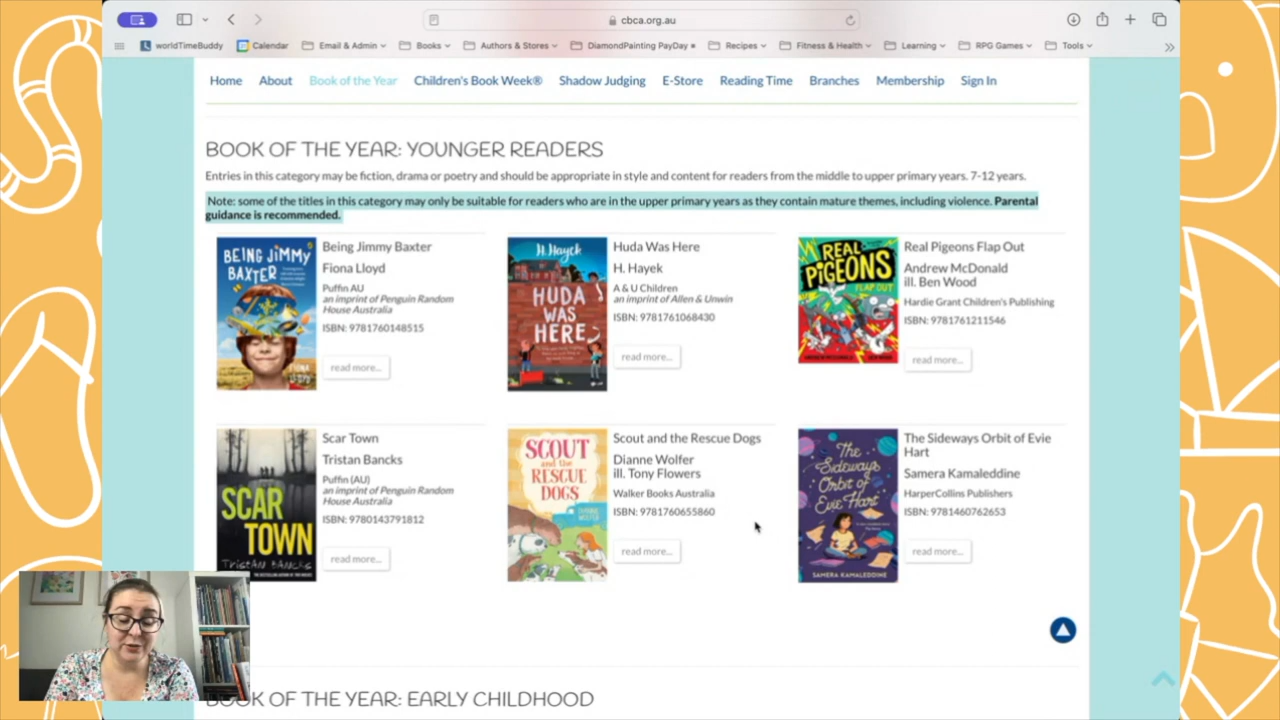 cbca.org.au
worldTimeBuddy Calendar Email & Admin Books Authors & Stores DiamondPainting PayDay Recipes Fitness & Health Learning RPG Games Tools
Home About Book of the Year Children's Book Week® Shadow Judging E-Store Reading Time Branches Membership Sign In
BOOK OF THE YEAR: YOUNGER READERS
Entries in this category may be fiction, drama or poetry and should be appropriate in style and content for readers from the middle to upper primary years. 7-12 years.
Note: some of the titles in this category may only be suitable for readers who are in the upper primary years as they contain mature themes, including violence. Parental
guidance is recommended.
BEING JIMMY
BAXTER
FIONA
LLOYD
Being Jimmy Baxter
Fiona Lloyd
Puffin AU
an imprint of Penguin Random
House Australia
ISBN: 9781760148515
read more...
H. Hayek
HUDA
WAS
HERE
Huda Was Here
H. Hayek
A & U Children
an imprint of Allen & Unwin
ISBN: 9781761068430
read more...
REAL
PIGEONS
FLAP OUT
ANDREW MCDONALD
BEN WOOD
Real Pigeons Flap Out
Andrew McDonald
ill. Ben Wood
Hardie Grant Children's Publishing
ISBN: 9781761211546
read more...
SCAR
TOWN
TRISTAN BANCKS
Scar Town
Tristan Bancks
Puffin (AU)
an imprint of Penguin Random
House Australia
ISBN: 9780143791812
read more...
SCOUT
and the
RESCUE
DOGS
DIANNE
WOLFER
Scout and the Rescue Dogs
Dianne Wolfer
ill. Tony Flowers
Walker Books Australia
ISBN: 9781760655860
read more...
The
Sideways
Orbit of
Evie
Hart
SAMERA KAMALEDDINE
The Sideways Orbit of Evie
Hart
Samera Kamaleddine
HarperCollins Publishers
ISBN: 9781460762653
read more...
BOOK OF THE YEAR: EARLY CHILDHOOD